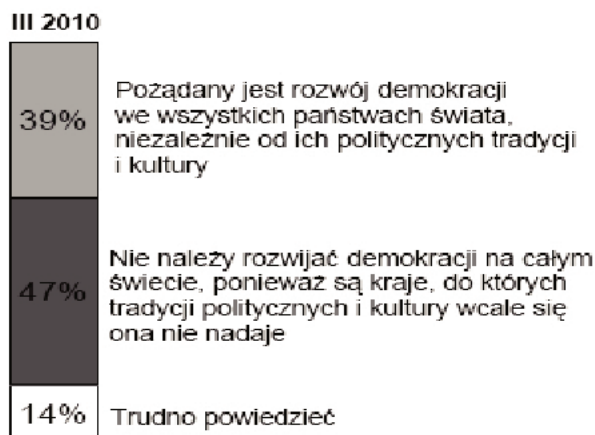 III 2010
39%
Pożądany jest rozwój demokracji
we wszystkich państwach świata,
niezależnie od ich politycznych tradycji
i kultury
47%
Nie należy rozwijać demokracji na całym
świecie, ponieważ są kraje, do których
tradycji politycznych i kultury wcale się
ona nie nadaje
14%
Trudno powiedzieć